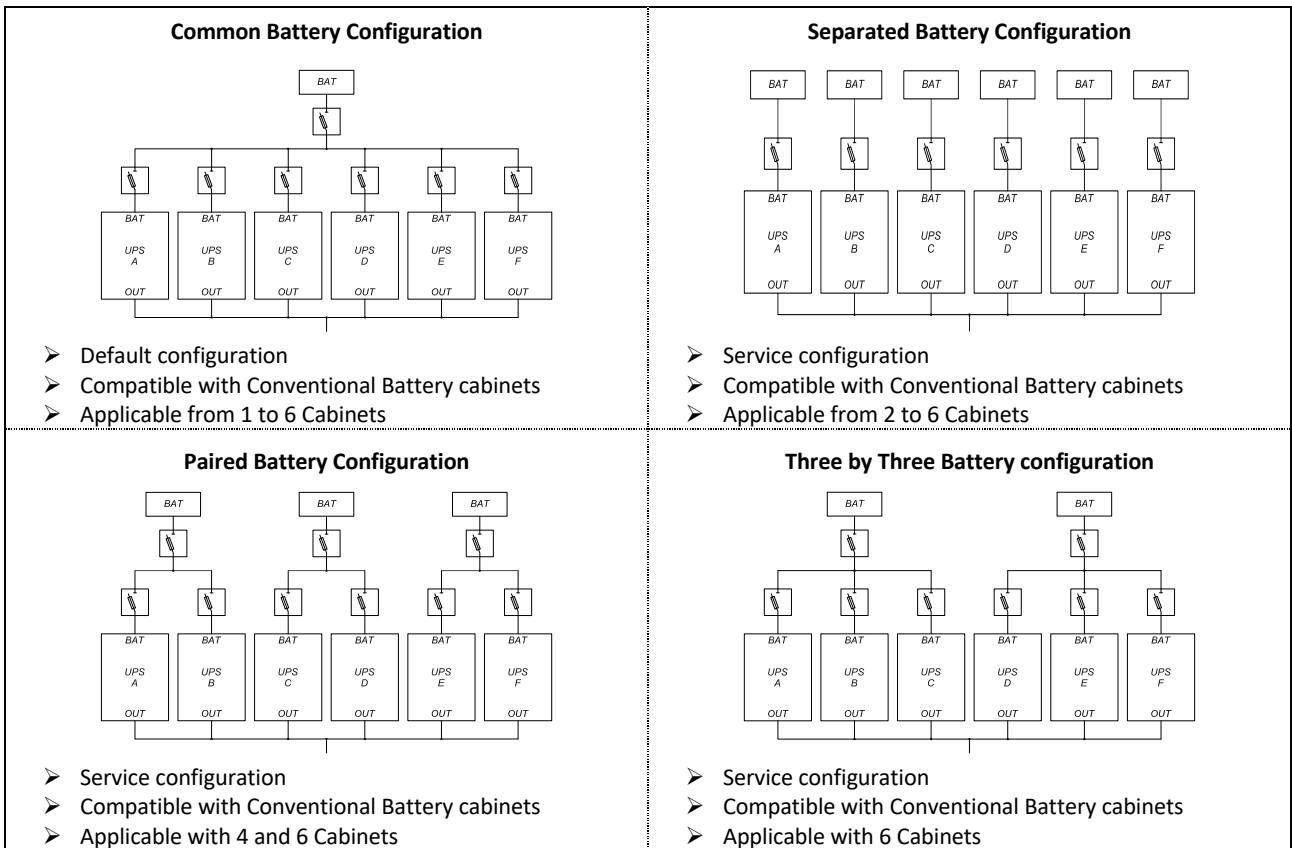 Common Battery Configuration
BAT
BAT BAT BAT BAT BAT BAT
UPS UPS UPS UPS UPS UPS
A B C D E F
OUT OUT OUT OUT OUT OUT
➢ Default configuration
➢ Compatible with Conventional Battery cabinets
➢ Applicable from 1 to 6 Cabinets
Separated Battery Configuration
BAT BAT BAT BAT BAT BAT
BAT BAT BAT BAT BAT BAT
UPS UPS UPS UPS UPS UPS
A B C D E F
OUT OUT OUT OUT OUT OUT
➢ Service configuration
➢ Compatible with Conventional Battery cabinets
➢ Applicable from 2 to 6 Cabinets
Paired Battery Configuration
BAT BAT BAT
BAT BAT BAT BAT BAT BAT
UPS UPS UPS UPS UPS UPS
A B C D E F
OUT OUT OUT OUT OUT OUT
➢ Service configuration
➢ Compatible with Conventional Battery cabinets
➢ Applicable with 4 and 6 Cabinets
Three by Three Battery configuration
BAT BAT
BAT BAT BAT BAT BAT BAT
UPS UPS UPS UPS UPS UPS
A B C D E F
OUT OUT OUT OUT OUT OUT
➢ Service configuration
➢ Compatible with Conventional Battery cabinets
➢ Applicable with 6 Cabinets